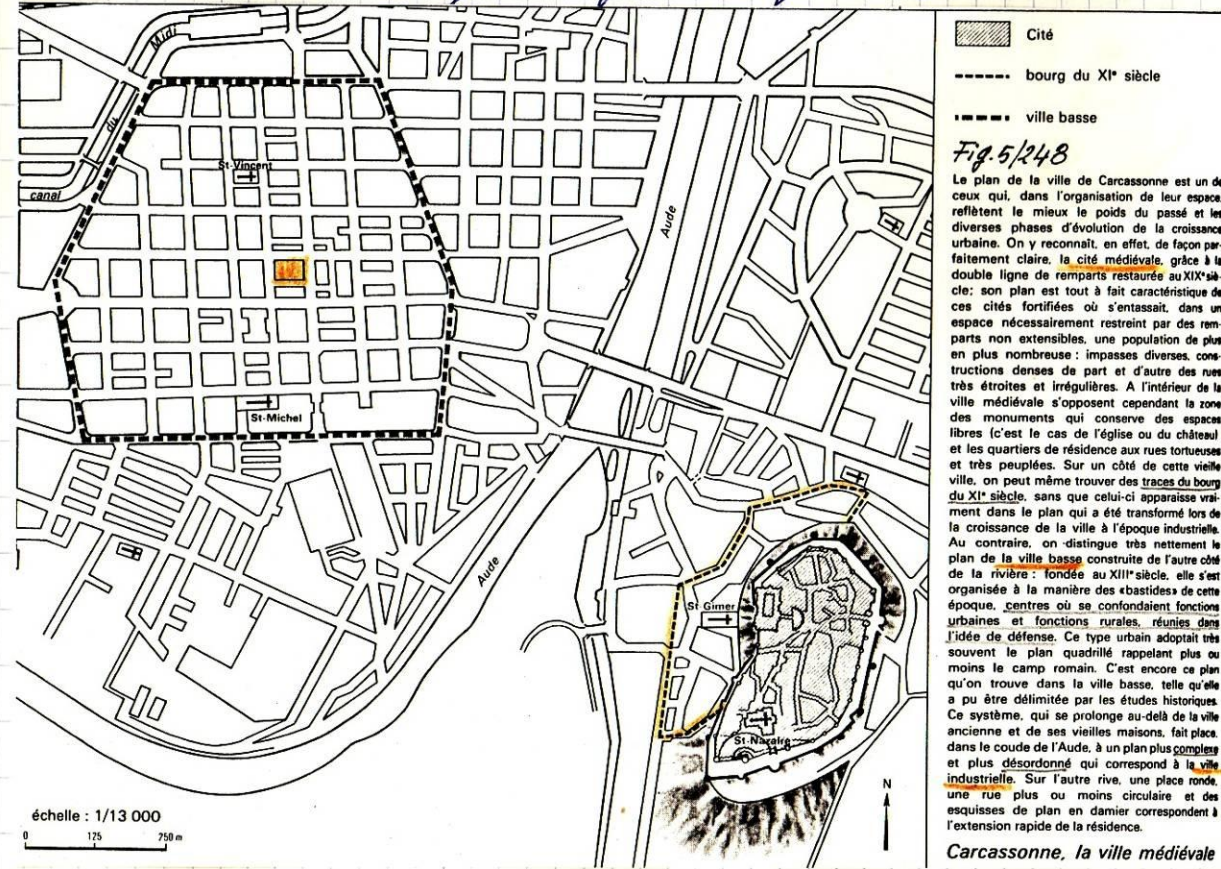 Midi
du
canal
St-Vincent
St-Michel
Aude
Aude
St-Gimer
St-Nazaire
N
échelle : 1/13 000
0 125 250 m
Cité
bourg du XIe siècle
ville basse
Fig. 5/248
Le plan de la ville de Carcassonne est un de
ceux qui, dans l'organisation de leur espace,
reflètent le mieux le poids du passé et les
diverses phases d'évolution de la croissance
urbaine. On y reconnaît, en effet, de façon par-
faitement claire, la cité médiévale, grâce à la
double ligne de remparts restaurée au XIXe siè-
cle; son plan est tout à fait caractéristique de
ces cités fortifiées où s'entassait, dans un
espace nécessairement restreint par des rem-
parts non extensibles, une population de plus
en plus nombreuse : impasses diverses, cons-
tructions denses de part et d'autre des rues
très étroites et irrégulières. A l'intérieur de la
ville médiévale s'opposent cependant la zone
des monuments qui conserve des espaces
libres (c'est le cas de l'église ou du château)
et les quartiers de résidence aux rues tortueuses
et très peuplées. Sur un côté de cette vieille
ville, on peut même trouver des traces du bourg
du XIe siècle, sans que celui-ci apparaisse vrai-
ment dans le plan qui a été transformé lors de
la croissance de la ville à l'époque industrielle.
Au contraire, on distingue très nettement le
plan de la ville basse construite de l'autre côté
de la rivière : fondée au XIIIe siècle, elle s'est
organisée à la manière des «bastides» de cette
époque, centres où se confondaient fonctions
urbaines et fonctions rurales, réunies dans
l'idée de défense. Ce type urbain adoptait très
souvent le plan quadrillé rappelant plus ou
moins le camp romain. C'est encore ce plan
qu'on trouve dans la ville basse, telle qu'elle
a pu être délimitée par les études historiques.
Ce système, qui se prolonge au-delà de la ville
ancienne et de ses vieilles maisons, fait place,
dans le coude de l'Aude, à un plan plus complexe
et plus désordonné qui correspond à la ville
industrielle. Sur l'autre rive, une place ronde,
une rue plus ou moins circulaire et des
esquisses de plan en damier correspondent à
l'extension rapide de la résidence.
Carcassonne, la ville médiévale